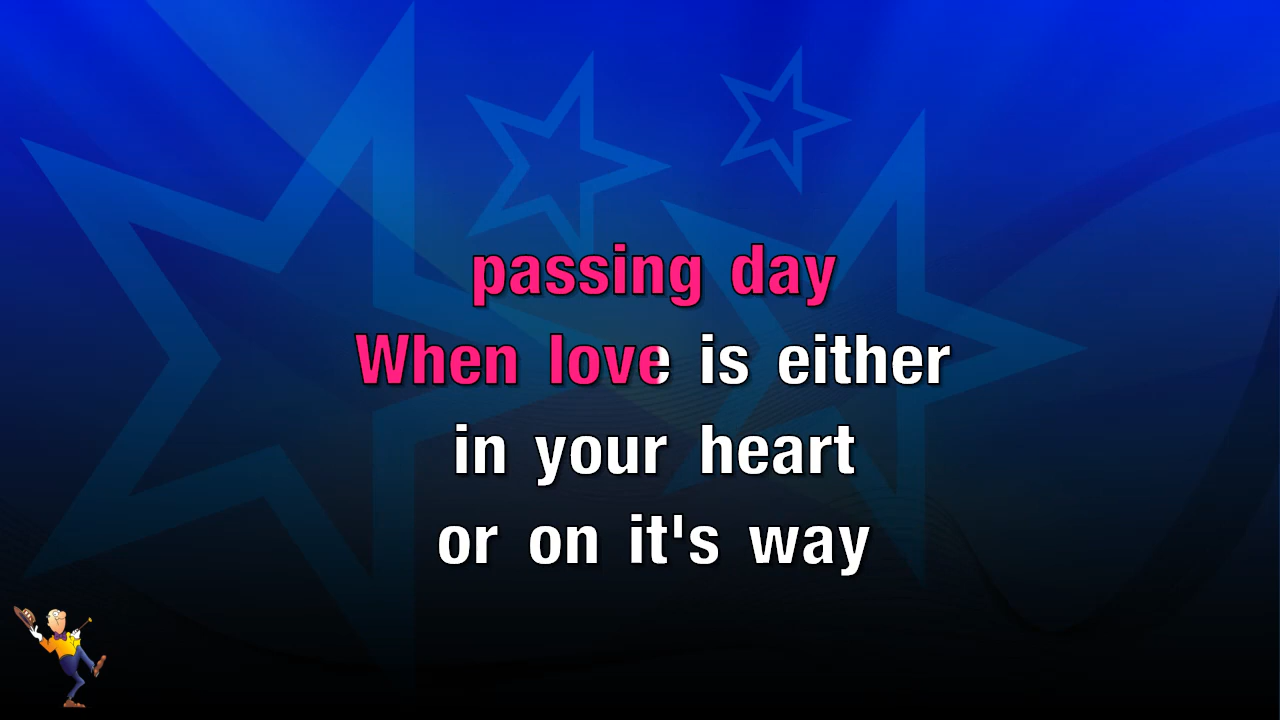 passing day
When love is either
in your heart
or on it's way